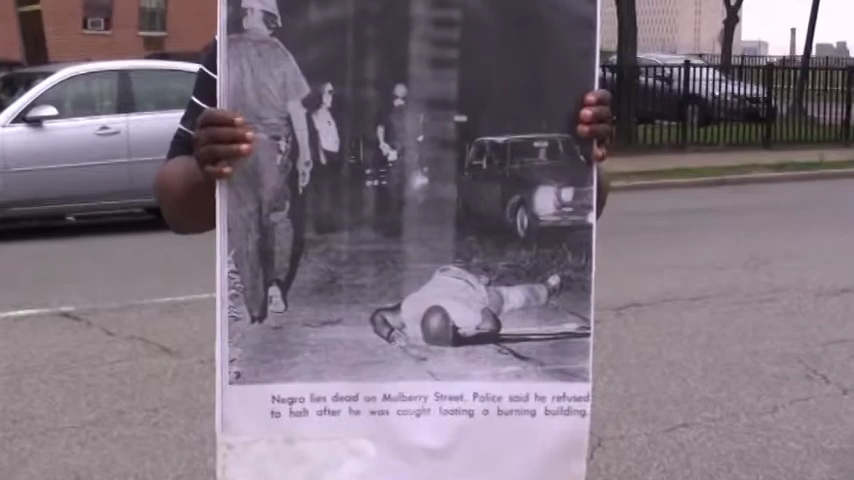 Negro lies dead on Mulberry Street. Police said he refused
to halt after he was caught looting a burning building.